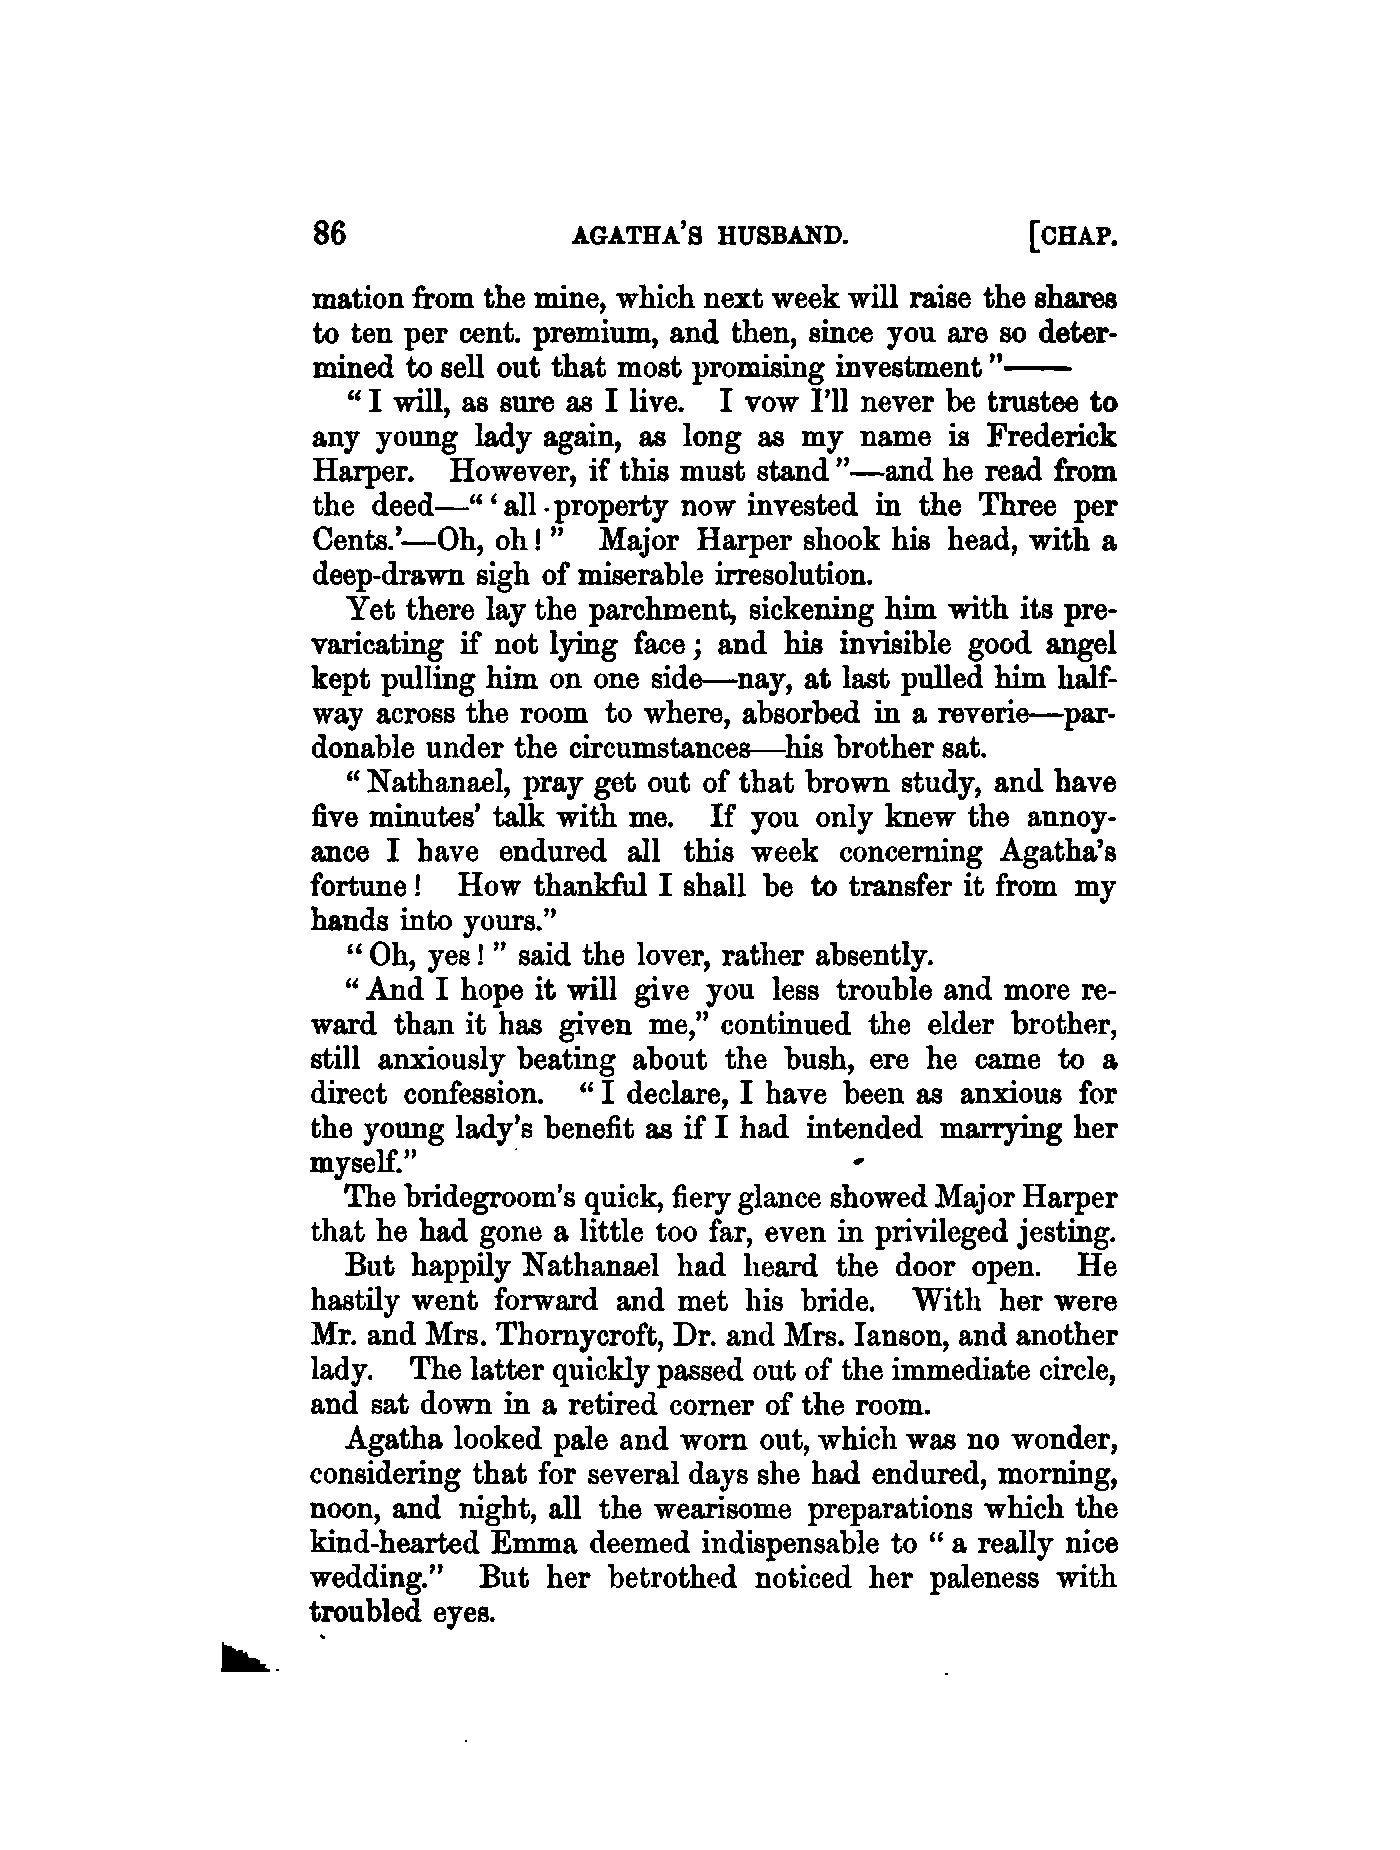 86 AGATHA'S HUSBAND. [CHAP.
mation from the mine, which next week will raise the shares
to ten per cent. premium, and then, since you are so deter-
mined to sell out that most promising investment"——
"I will, as sure as I live. I vow I'll never be trustee to
any young lady again, as long as my name is Frederick
Harper. However, if this must stand"—and he read from
the deed—"'all property now invested in the Three per
Cents.'—Oh, oh!" Major Harper shook his head, with a
deep-drawn sigh of miserable irresolution.
Yet there lay the parchment, sickening him with its pre-
varicating if not lying face; and his invisible good angel
kept pulling him on one side—nay, at last pulled him half-
way across the room to where, absorbed in a reverie—par-
donable under the circumstances—his brother sat.
"Nathanael, pray get out of that brown study, and have
five minutes' talk with me. If you only knew the annoy-
ance I have endured all this week concerning Agatha's
fortune! How thankful I shall be to transfer it from my
hands into yours."
"Oh, yes!" said the lover, rather absently.
"And I hope it will give you less trouble and more re-
ward than it has given me," continued the elder brother,
still anxiously beating about the bush, ere he came to a
direct confession. "I declare, I have been as anxious for
the young lady's benefit as if I had intended marrying her
myself."
The bridegroom's quick, fiery glance showed Major Harper
that he had gone a little too far, even in privileged jesting.
But happily Nathanael had heard the door open. He
hastily went forward and met his bride. With her were
Mr. and Mrs. Thornycroft, Dr. and Mrs. Ianson, and another
lady. The latter quickly passed out of the immediate circle,
and sat down in a retired corner of the room.
Agatha looked pale and worn out, which was no wonder,
considering that for several days she had endured, morning,
noon, and night, all the wearisome preparations which the
kind-hearted Emma deemed indispensable to "a really nice
wedding." But her betrothed noticed her paleness with
troubled eyes.